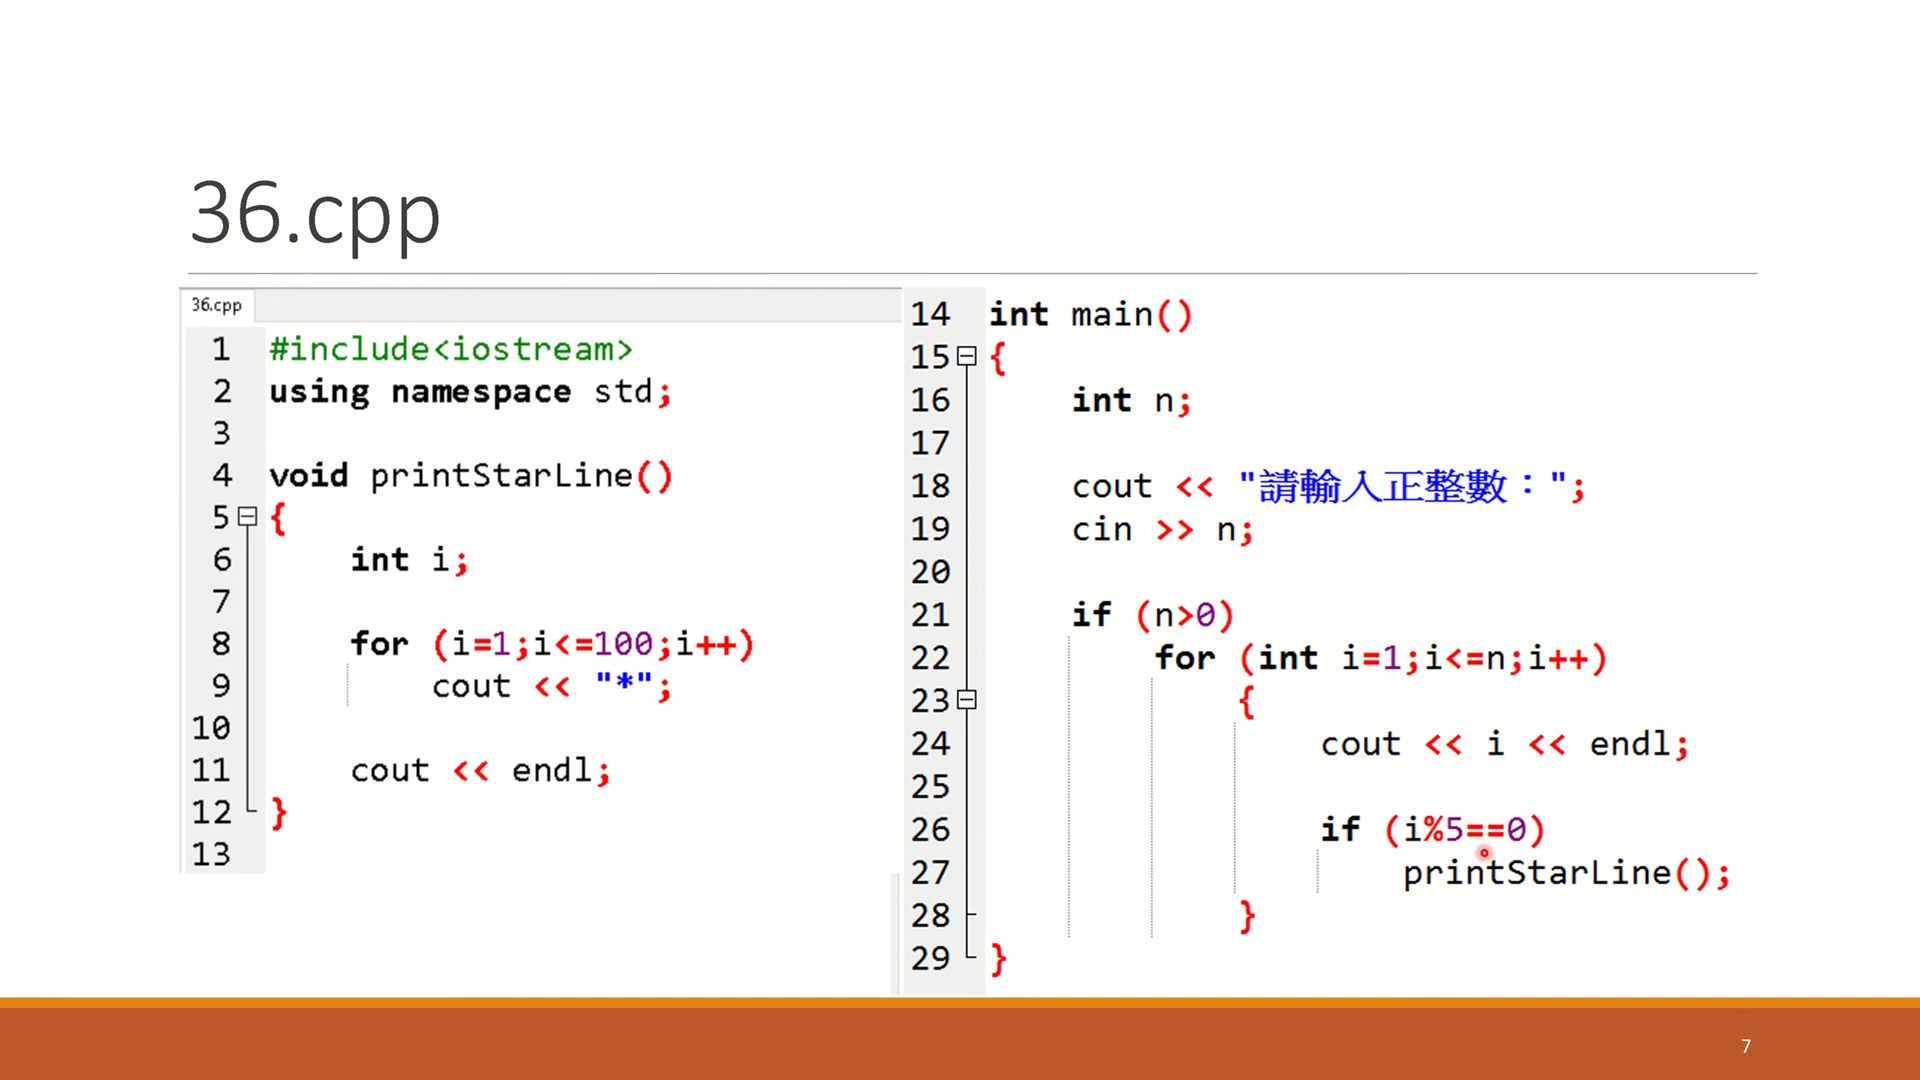 36.cpp
36.cpp
1 #include<iostream>
2 using namespace std;
3
4 void printStarLine()
5 {
6 int i;
7
8 for (i=1;i<=100;i++)
9 cout << "*";
10
11 cout << endl;
12 }
13
14 int main()
15 {
16 int n;
17
18 cout << "請輸入正整數：";
19 cin >> n;
20
21 if (n>0)
22 for (int i=1;i<=n;i++)
23 {
24 cout << i << endl;
25
26 if (i%5==0)
27 printStarLine();
28 }
29 }
7